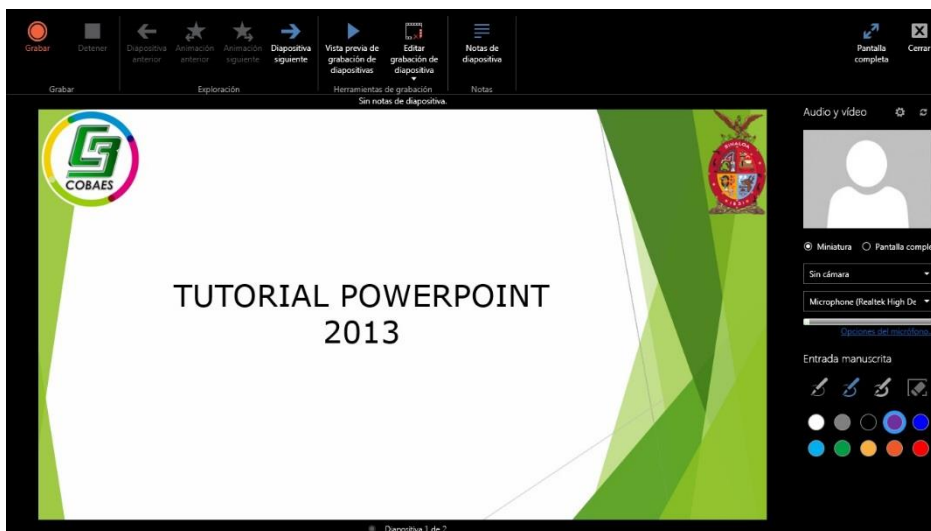 Grabar
Detener
Diapositiva anterior
Animación anterior
Animación siguiente
Diapositiva siguiente
Vista previa de grabación de diapositivas
Editar grabación de diapositiva
Notas de diapositiva
Pantalla completa
Cerrar
Grabar
Exploración
Herramientas de grabación
Notas
Sin notas de diapositiva.
COBAES
SINALOA
TUTORIAL POWERPOINT
2013
Audio y vídeo
Miniatura
Pantalla comple
Sin cámara
Microphone (Realtek High De
Opciones del micrófono.
Entrada manuscrita
Diapositiva 1 de 2